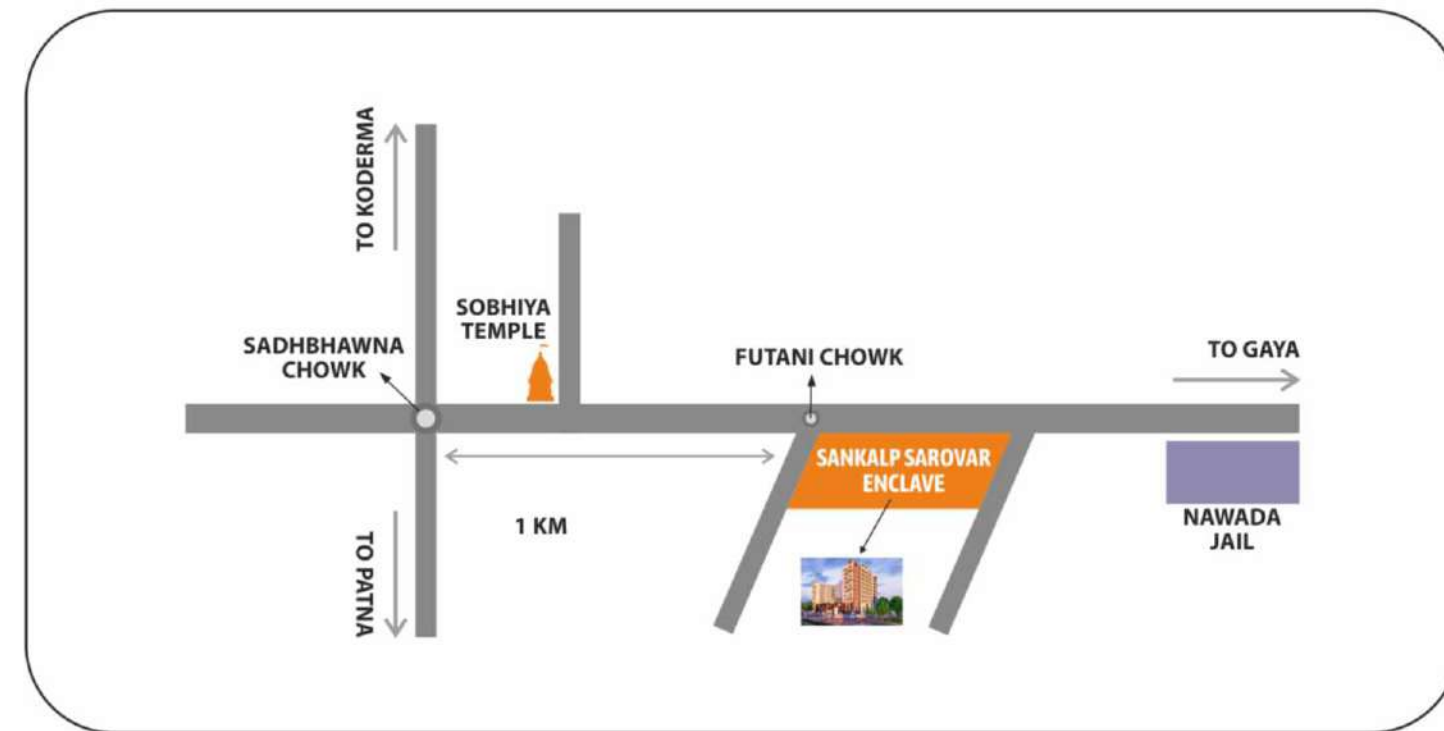 TO KODERMA
SOBHIYA
TEMPLE
SADHBHAWNA
CHOWK
FUTANI CHOWK
TO GAYA
SANKALP SAROVAR
ENCLAVE
1 KM
NAWADA
JAIL
TO PATNA